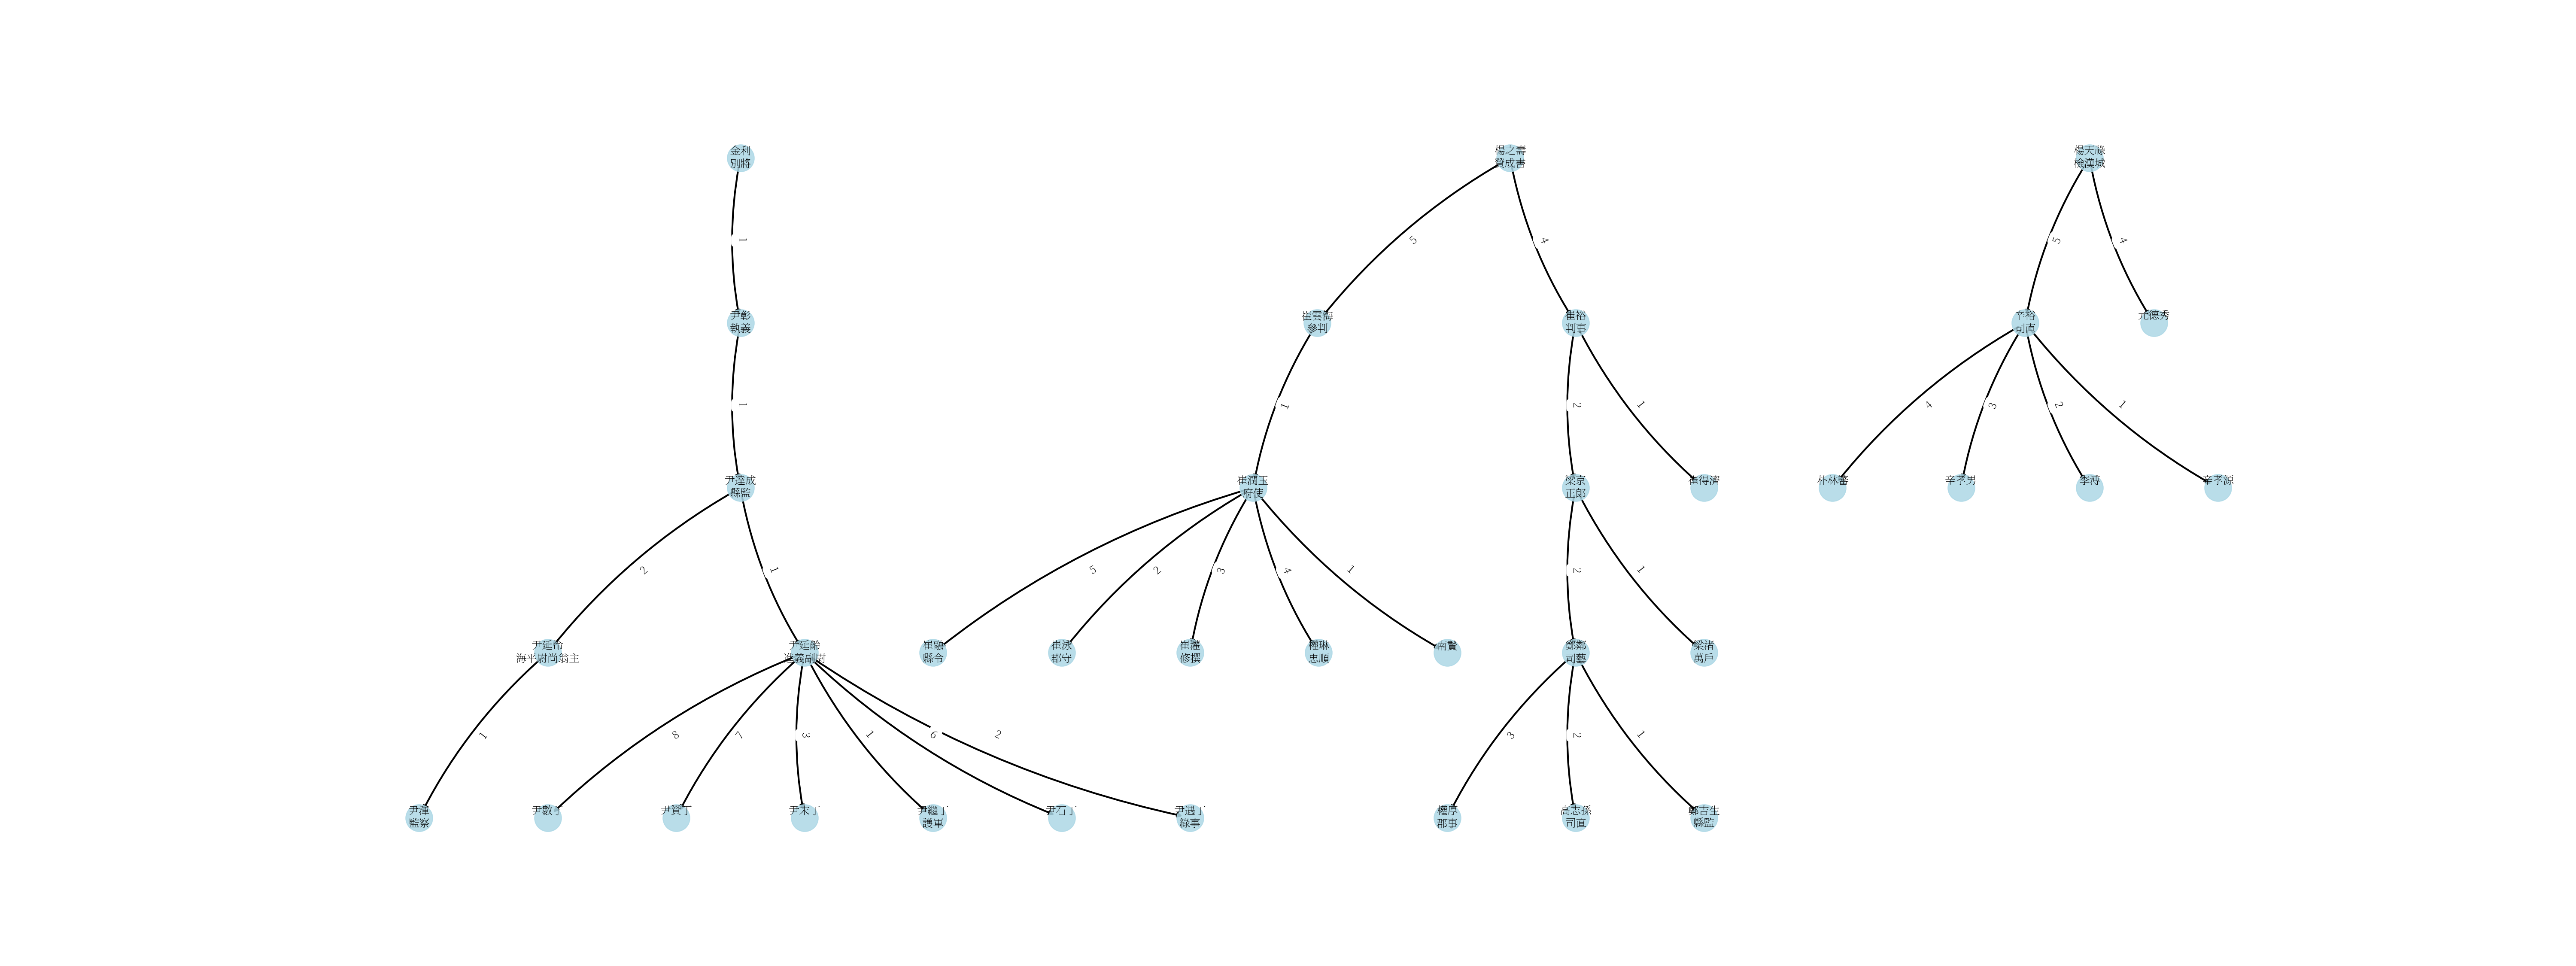 金利
別將
楊之壽
贊成書
楊天祿
檢漢城
1
5
4
5
4
尹彰
執義
崔雲海
參判
崔裕
判事
辛裕
司直
元德秀
1
1
2
1
4
3
2
1
尹達成
縣監
崔潤玉
府使
梁京
正郎
崔得濟
朴林蕃
辛孝男
李溥
辛孝源
2
1
5
2
3
4
1
2
1
尹延命
海平尉尚翁主
尹延齡
進義副尉
崔融
縣令
崔泳
郡守
崔灌
修撰
權琳
忠順
南贊
鄭鄰
司藝
梁渚
萬戶
1
8
7
3
1
6
2
3
2
1
尹渾
監察
尹數丁
尹賢丁
尹末丁
尹繼丁
護軍
尹石丁
尹遇丁
綠事
權厚
郡事
高志孫
司直
鄭吉生
縣監